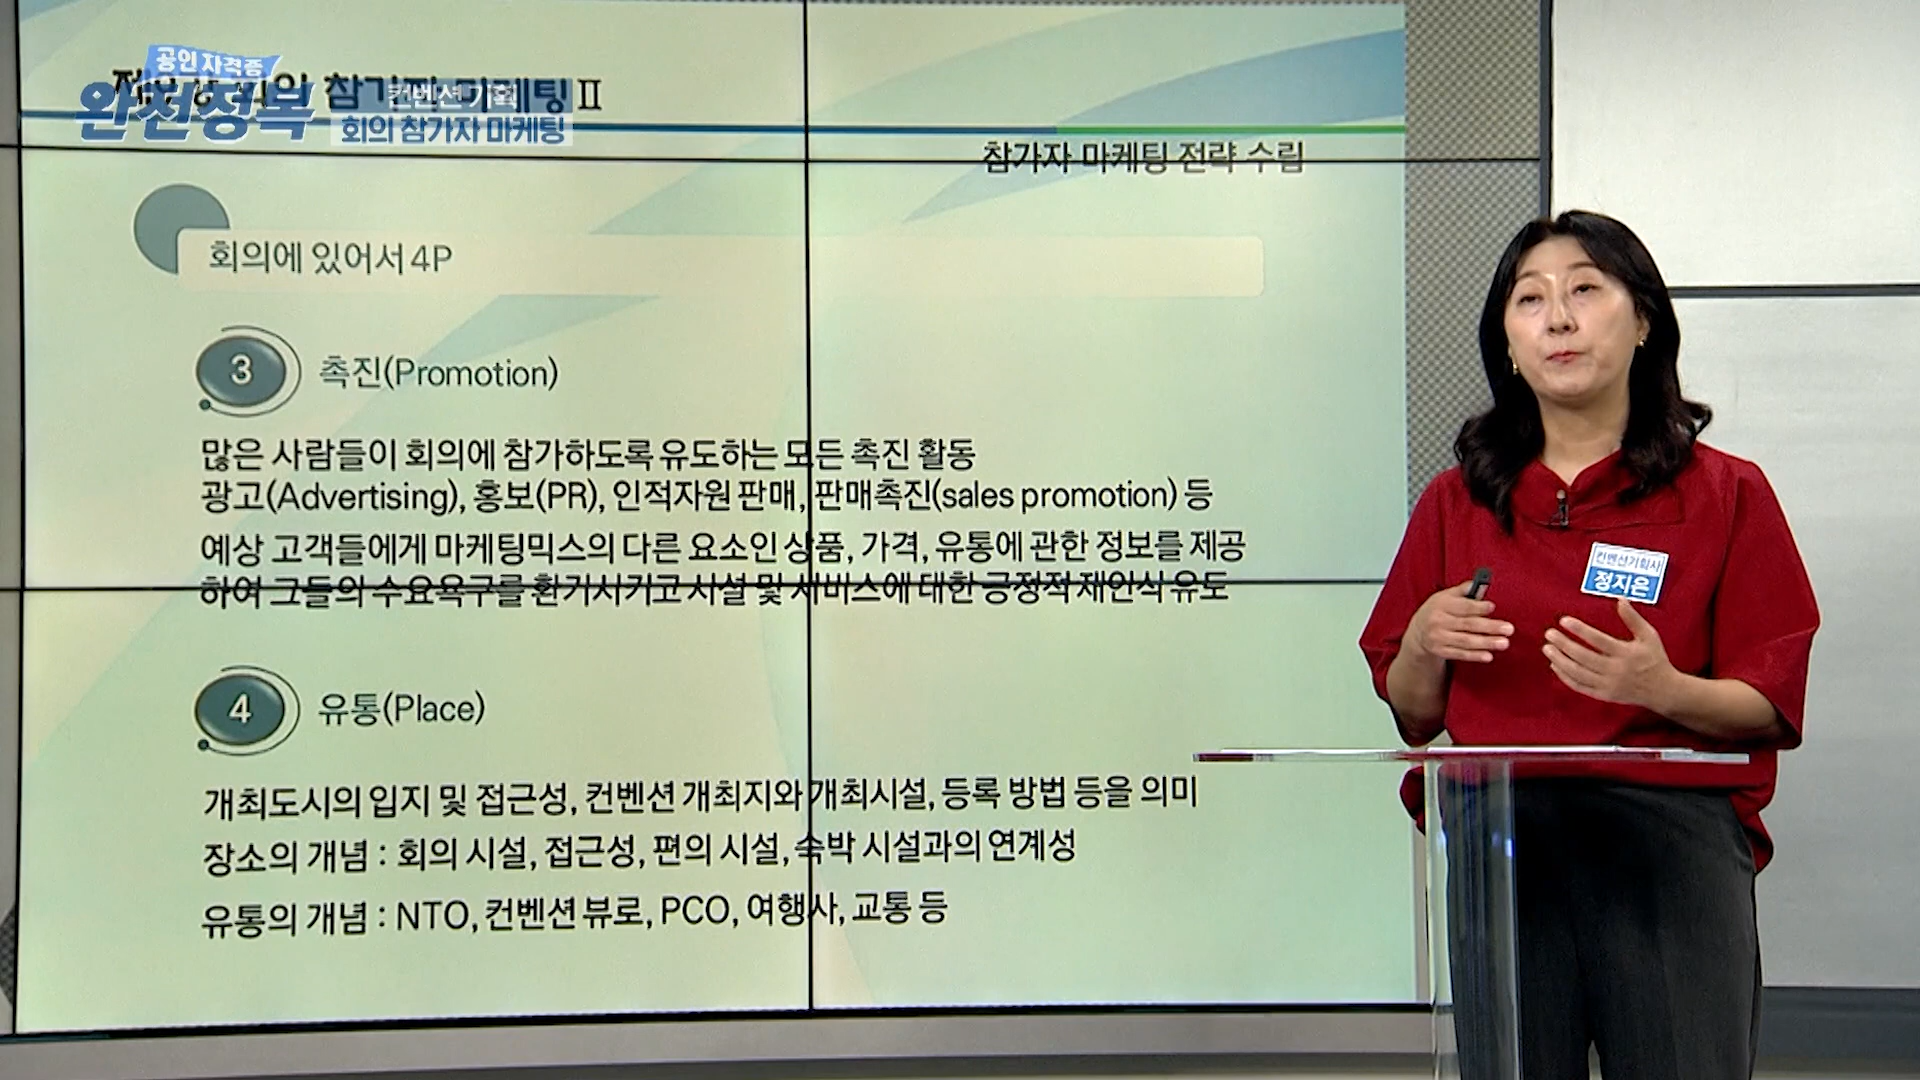 공인 자격증
완전정복
컨벤션 기획
회의 참가자 마케팅
참가자 마케팅 전략 수립
회의에 있어서 4P
3 촉진(Promotion)
많은 사람들이 회의에 참가하도록 유도하는 모든 촉진 활동
광고(Advertising), 홍보(PR), 인적자원 판매, 판매촉진(sales promotion) 등
예상 고객들에게 마케팅믹스의 다른 요소인 상품, 가격, 유통에 관한 정보를 제공
하여 그들의 수요욕구를 환기시키고 시설 및 서비스에 대한 긍정적 재인식 유도
4 유통(Place)
개최도시의 입지 및 접근성, 컨벤션 개최지와 개최시설, 등록 방법 등을 의미
장소의 개념 : 회의 시설, 접근성, 편의 시설, 숙박 시설과의 연계성
유통의 개념 : NTO, 컨벤션 뷰로, PCO, 여행사, 교통 등
컨벤션기획사
정지은